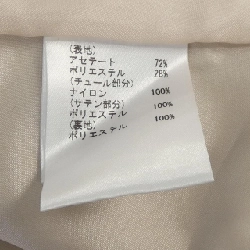 (表地)
アセテート 72%
ポリエステル 28%
(チュール部分)
ナイロン 100%
(サテン部分)
ポリエステル 100%
(裏地)
ポリエステル 100%